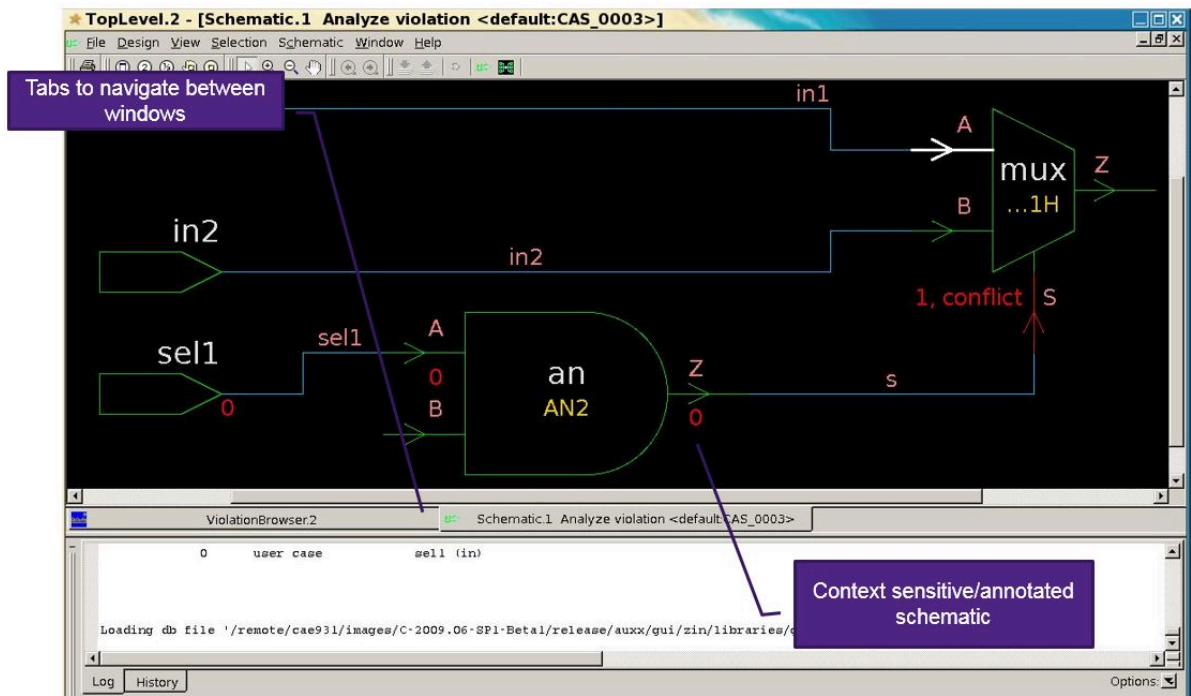 TopLevel.2 - [Schematic.1 Analyze violation <default:CAS_0003>]
File Design View Selection Schematic Window Help
Tabs to navigate between
windows
in1
A
mux
...1H
Z
B
in2
in2
1, conflict S
sel1
0
sel1
A
0
B
an
AN2
Z
0
s
ViolationBrowser.2
Schematic.1 Analyze violation <default:CAS_0003>
0 user case sel1 (in)
Context sensitive/annotated
schematic
Loading db file '/remote/cae931/images/C-2009.06-SP1-Beta1/release/auxx/gui/zin/libraries/
Log History Options: